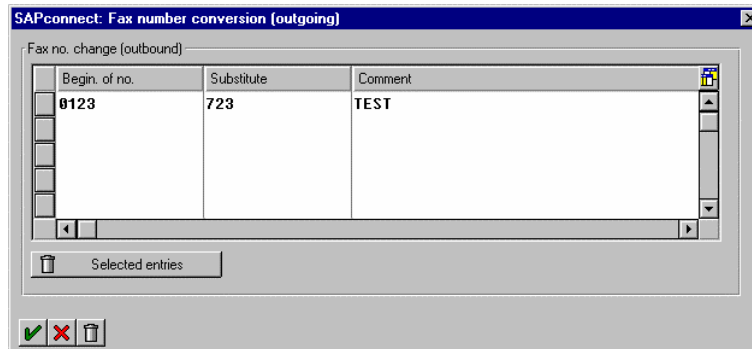 SAPconnect: Fax number conversion (outgoing)
Fax no. change (outbound)
Begin. of no. Substitute Comment
0123 723 TEST
Selected entries